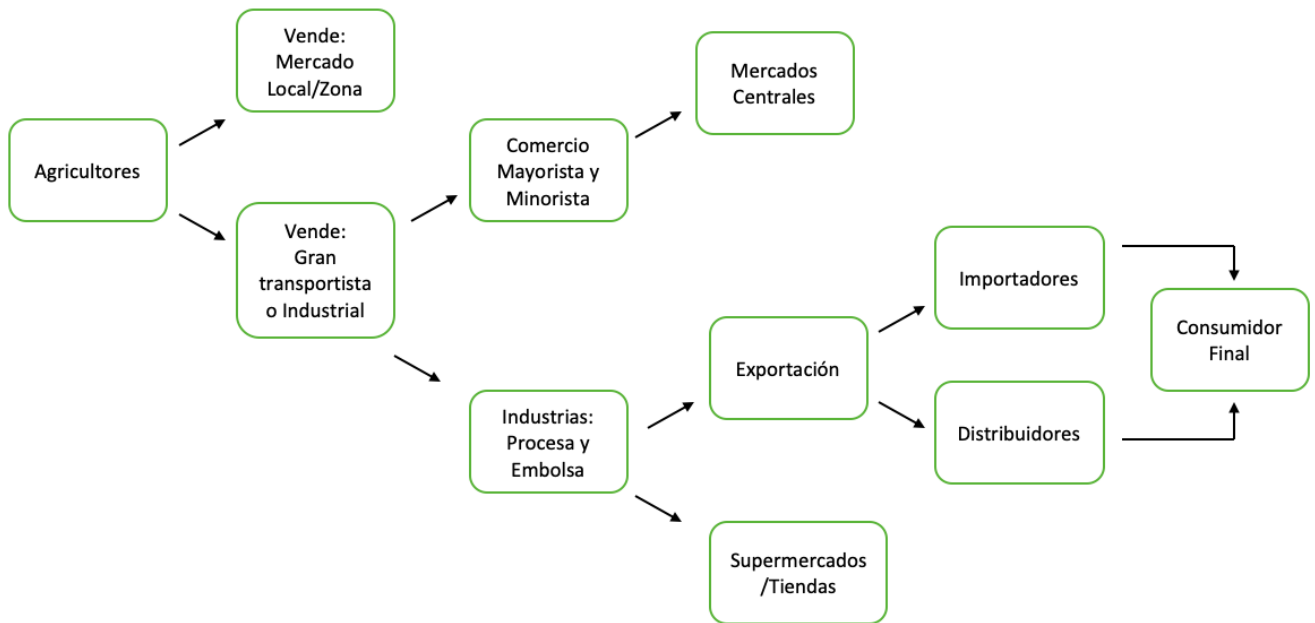 Vende:
Mercado
Local/Zona
Mercados
Centrales
Agricultores
Comercio
Mayorista y
Minorista
Vende:
Gran
transportista
o Industrial
Importadores
Consumidor
Final
Exportación
Industrias:
Procesa y
Embolsa
Distribuidores
Supermercados
/Tiendas